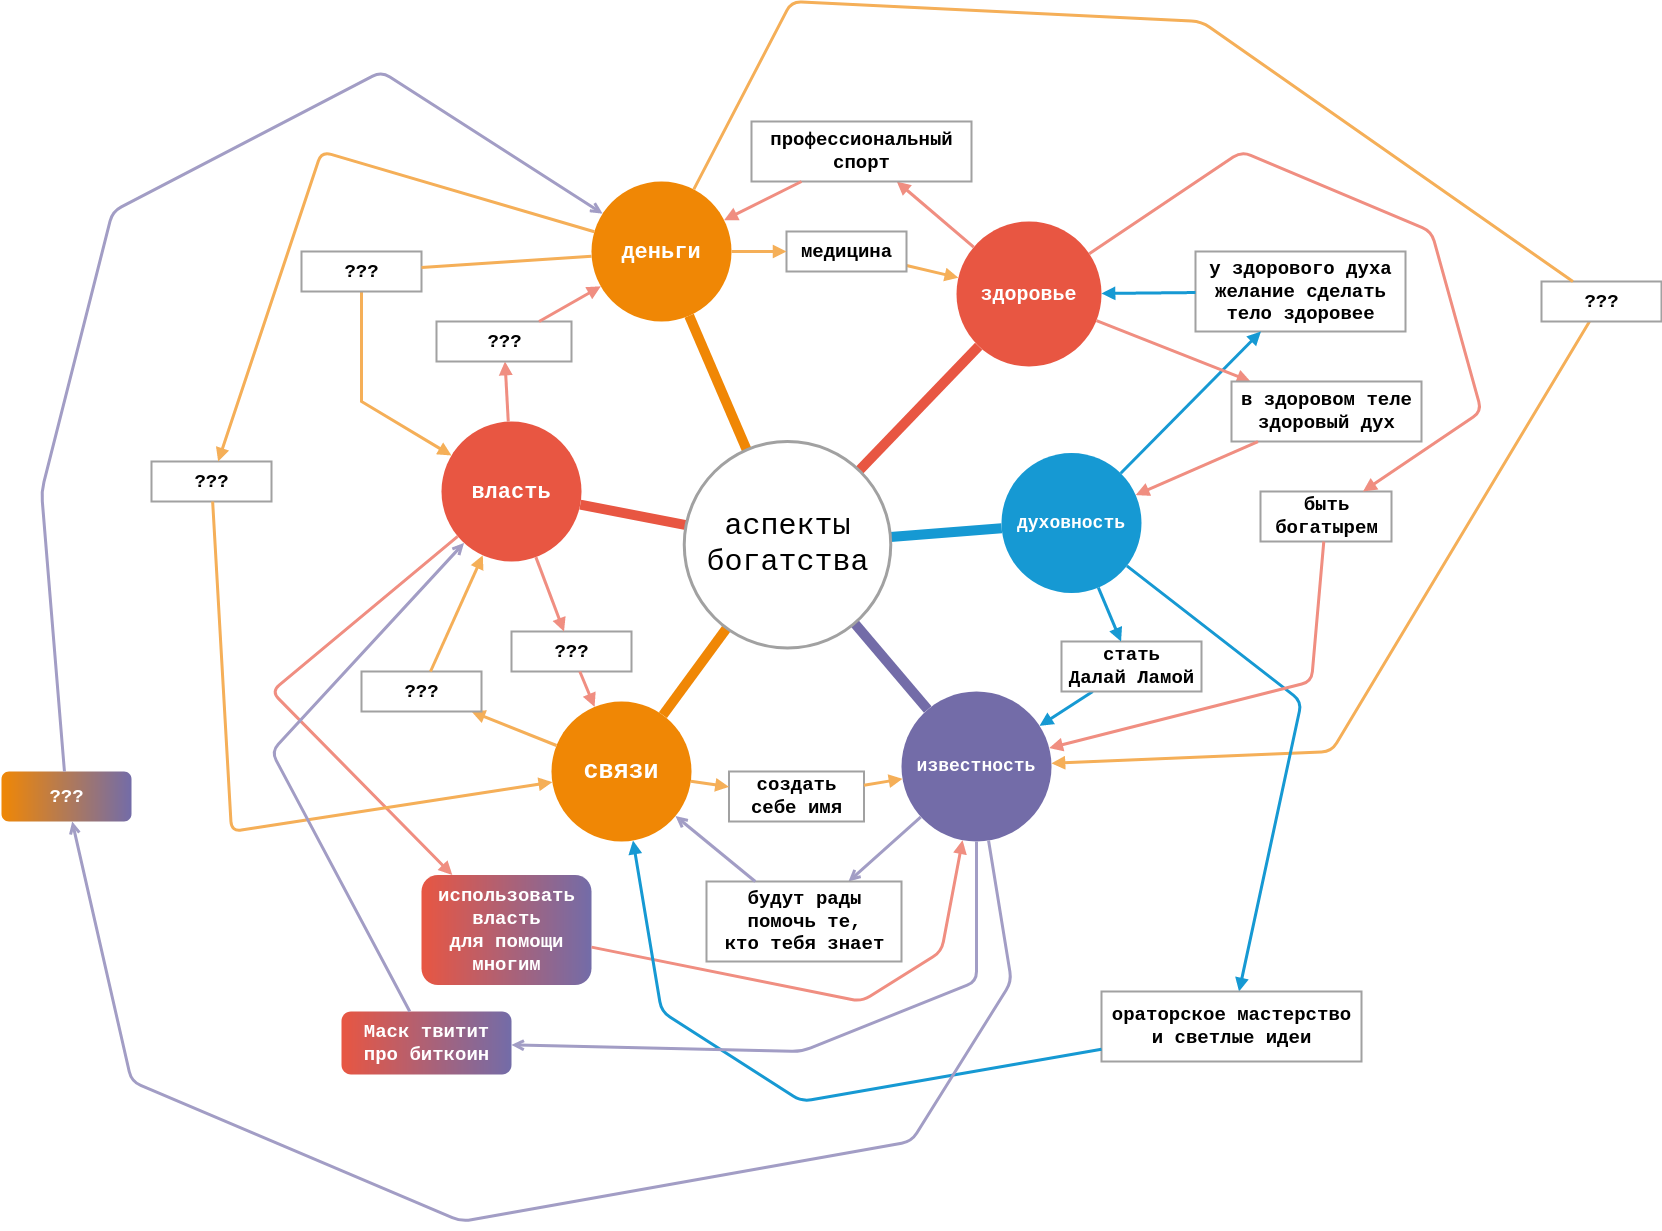 профессиональный
спорт
деньги
медицина
???
у здорового духа
желание сделать
тело здоровее
здоровье
???
???
в здоровом теле
здоровый дух
???
власть
быть
богатырем
аспекты
богатства
духовность
???
???
стать
Далай Ламой
связи
создать
себе имя
известность
???
использовать
власть
для помощи
многим
будут рады
помочь те,
кто тебя знает
Маск твитит
про биткоин
ораторское мастерство
и светлые идеи